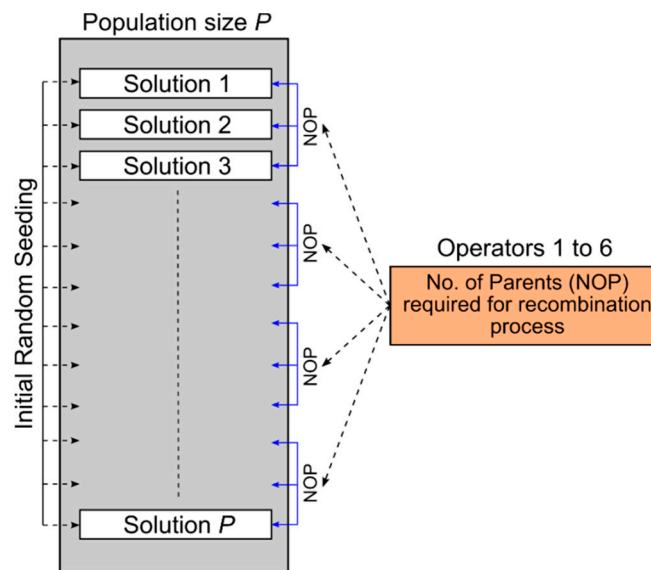 Population size P
Solution 1
Solution 2
Solution 3
Solution P
Initial Random Seeding
NOP
NOP
NOP
NOP
Operators 1 to 6
No. of Parents (NOP)
required for recombination
process